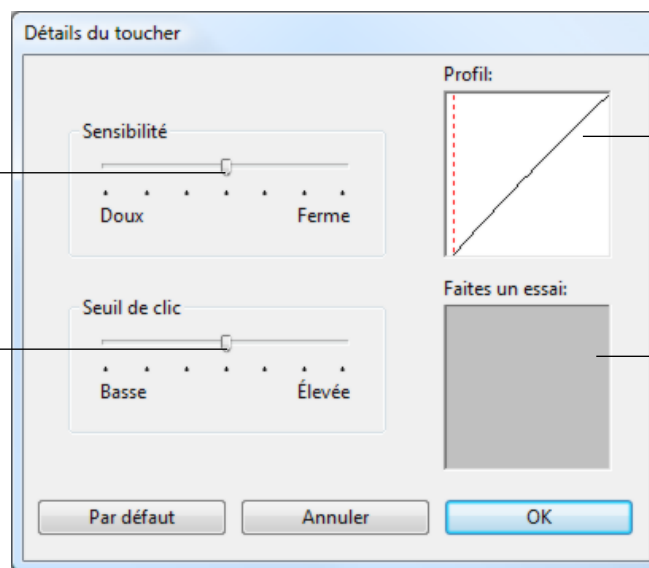 Détails du toucher
Profil:
Sensibilité
Doux Ferme
Faites un essai:
Seuil de clic
Basse Élevée
Par défaut Annuler OK